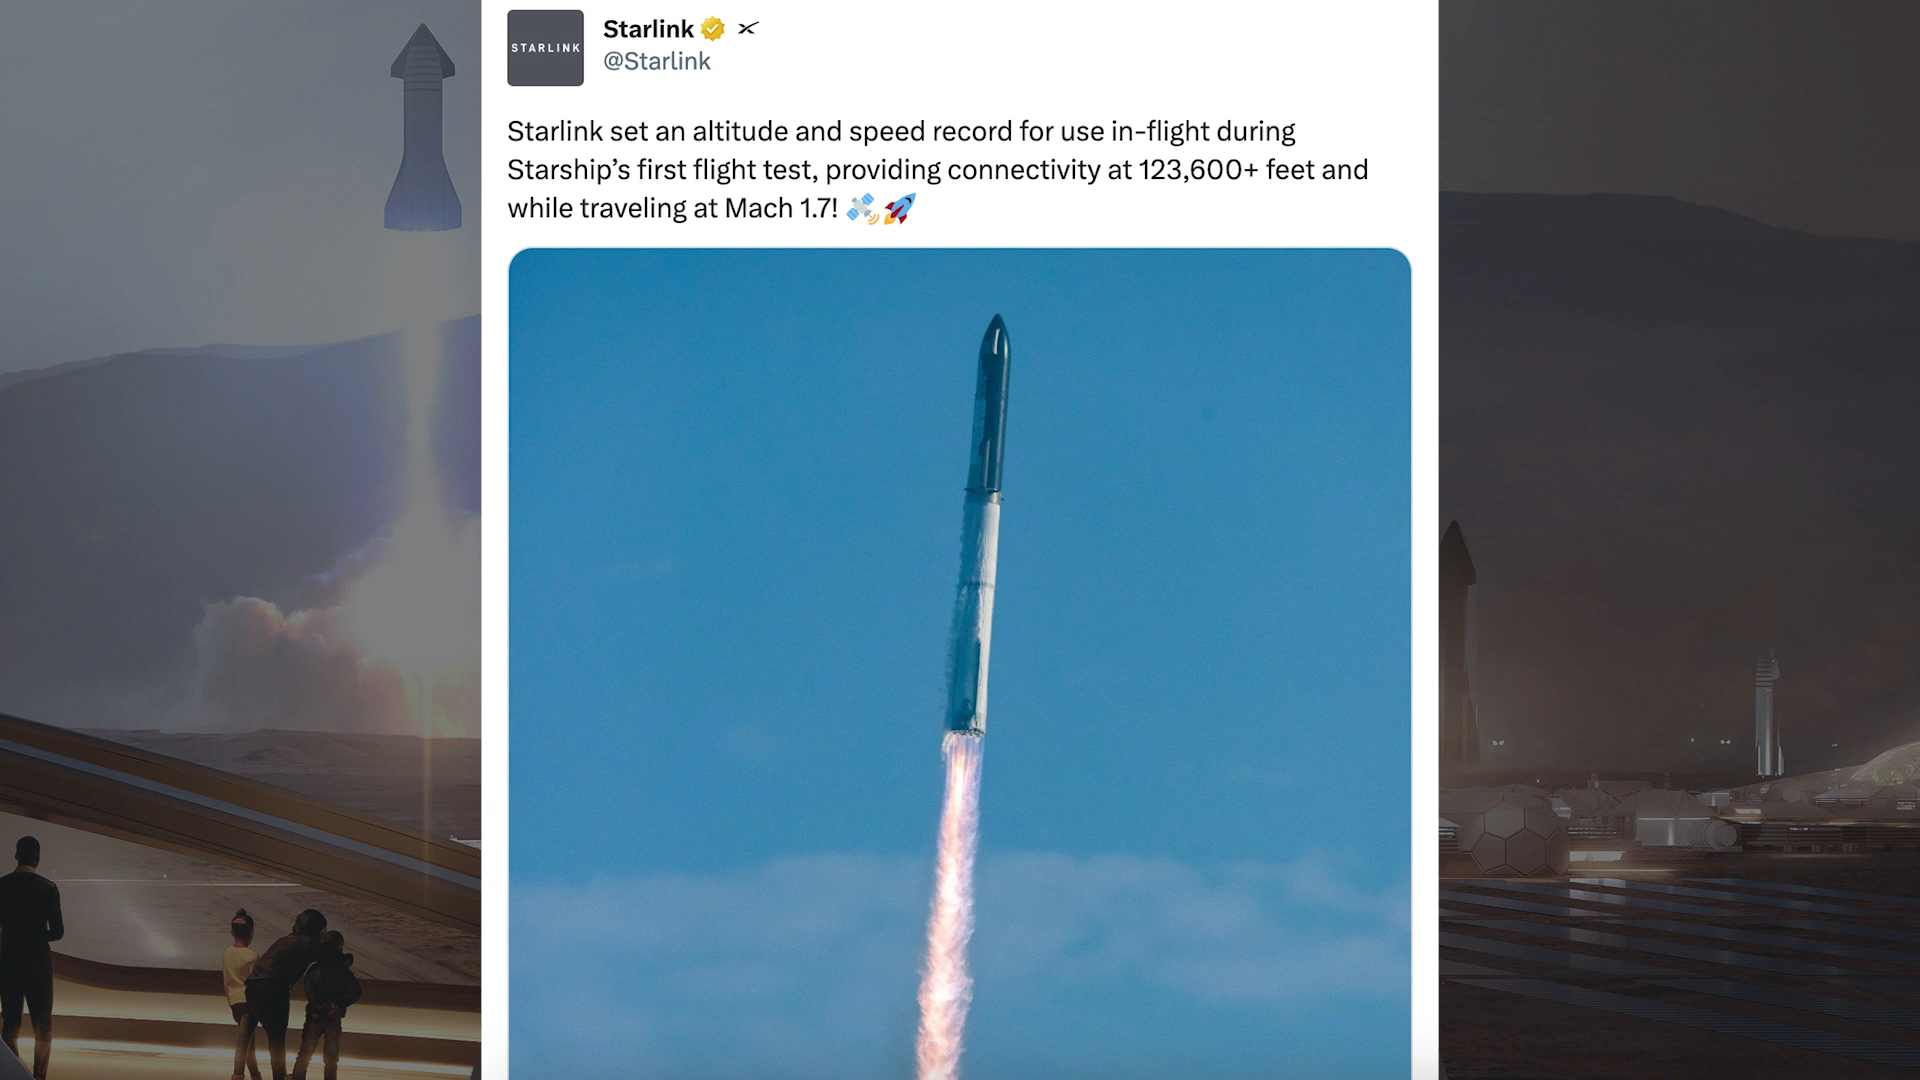 STARLINK
Starlink
@Starlink
Starlink set an altitude and speed record for use in-flight during
Starship’s first flight test, providing connectivity at 123,600+ feet and
while traveling at Mach 1.7! 🛰️🚀